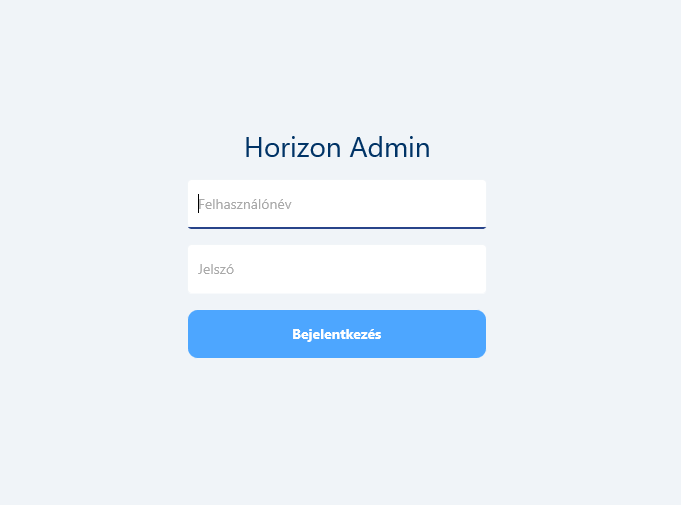 Horizon Admin
Felhasználónév
Jelszó
Bejelentkezés